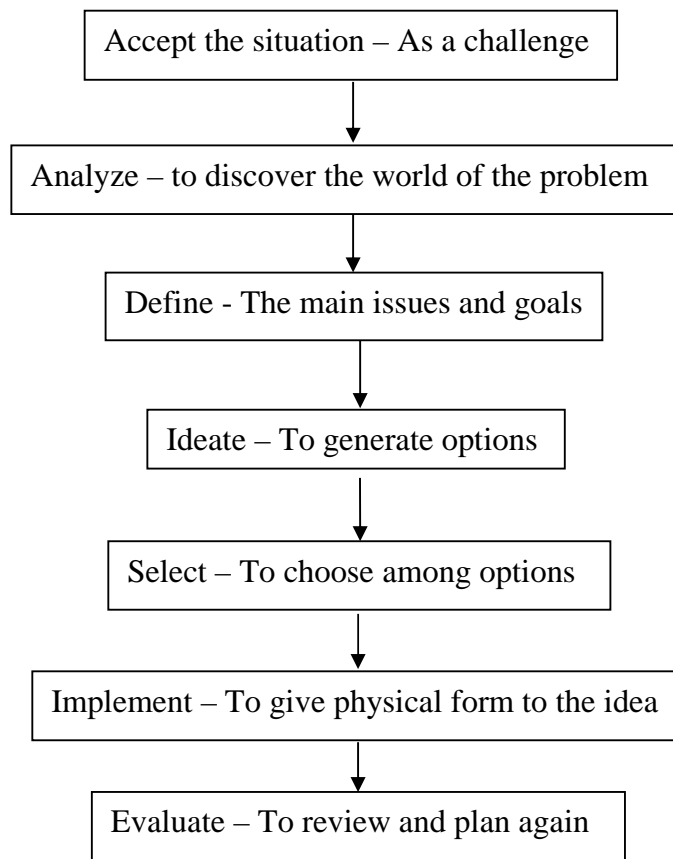 Accept the situation – As a challenge
Analyze – to discover the world of the problem
Define - The main issues and goals
Ideate – To generate options
Select – To choose among options
Implement – To give physical form to the idea
Evaluate – To review and plan again